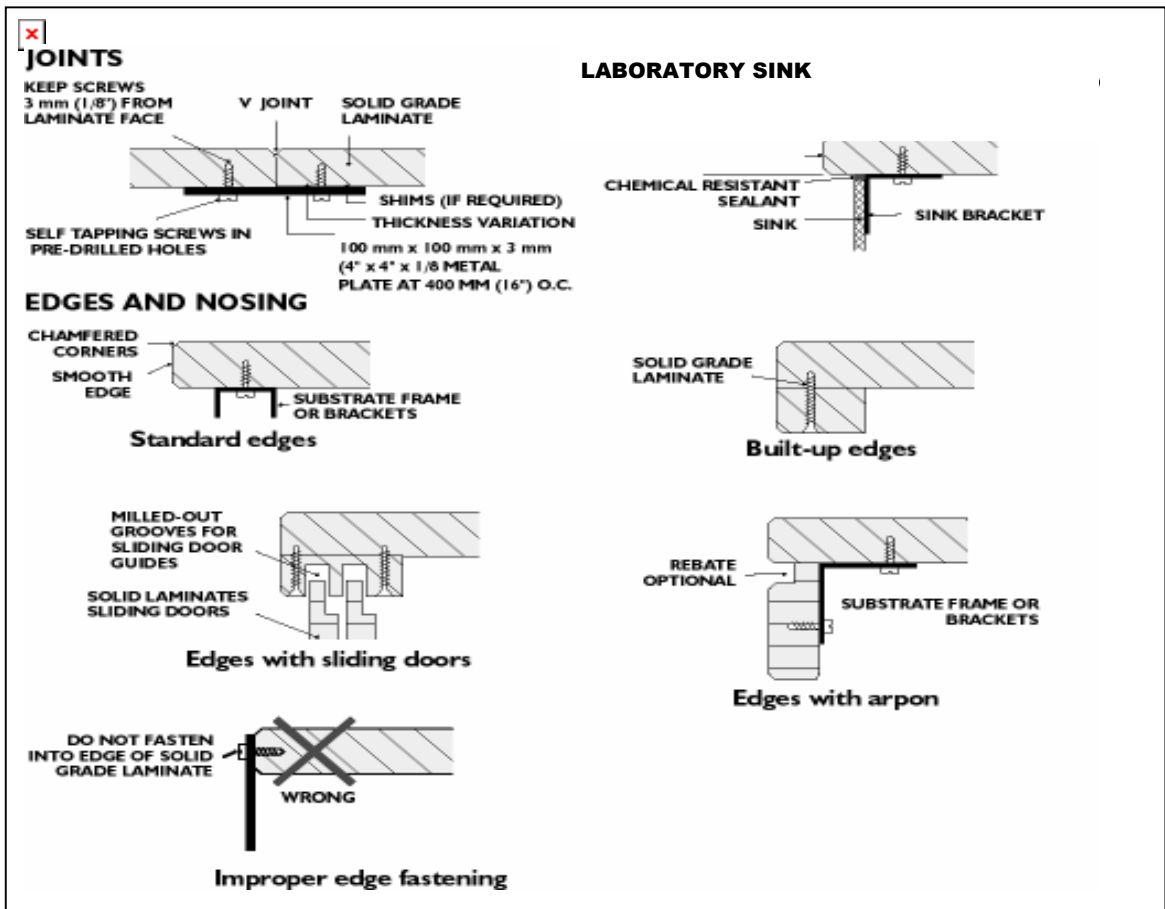 JOINTS
KEEP SCREWS
3 mm (1/8") FROM
LAMINATE FACE
V JOINT
SOLID GRADE
LAMINATE
SHIMS (IF REQUIRED)
THICKNESS VARIATION
SELF TAPPING SCREWS IN
PRE-DRILLED HOLES
100 mm x 100 mm x 3 mm
(4" x 4" x 1/8 METAL
PLATE AT 400 MM (16") O.C.
LABORATORY SINK
CHEMICAL RESISTANT
SEALANT
SINK
SINK BRACKET
EDGES AND NOSING
CHAMFERED
CORNERS
SMOOTH
EDGE
SUBSTRATE FRAME
OR BRACKETS
Standard edges
SOLID GRADE
LAMINATE
Built-up edges
MILLED-OUT
GROOVES FOR
SLIDING DOOR
GUIDES
SOLID LAMINATES
SLIDING DOORS
Edges with sliding doors
REBATE
OPTIONAL
SUBSTRATE FRAME OR
BRACKETS
Edges with arpon
DO NOT FASTEN
INTO EDGE OF SOLID
GRADE LAMINATE
WRONG
Improper edge fastening